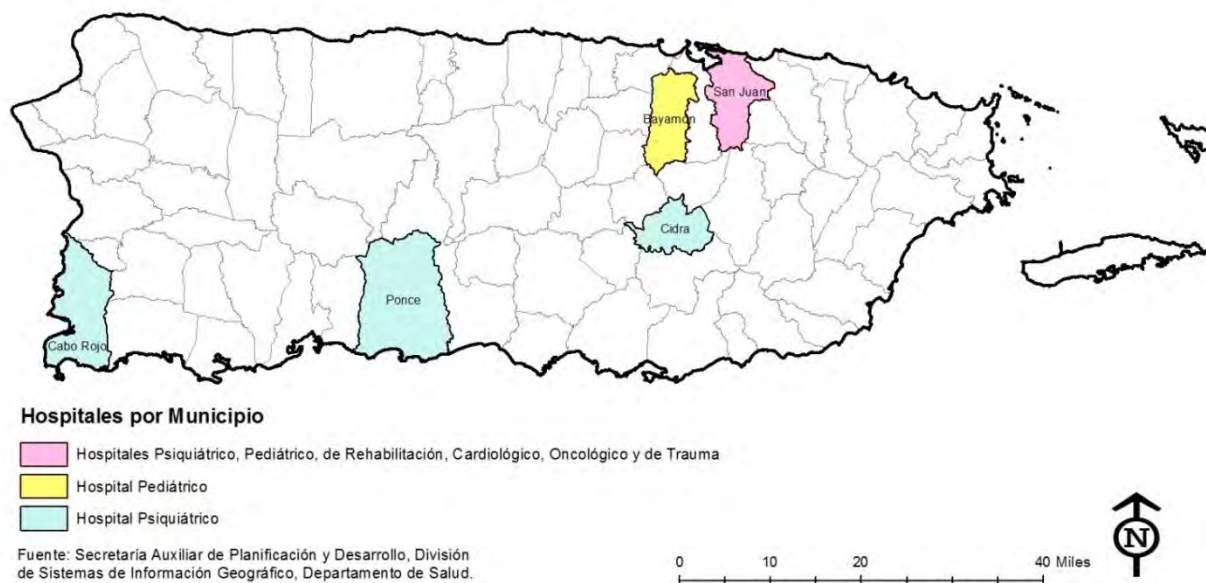 San Juan
Bayamón
Cidra
Ponce
Cabo Rojo
Hospitales por Municipio
Hospitales Psiquiátrico, Pediátrico, de Rehabilitación, Cardiológico, Oncológico y de Trauma
Hospital Pediátrico
Hospital Psiquiátrico
Fuente: Secretaría Auxiliar de Planificación y Desarrollo, División
de Sistemas de Información Geográfico, Departamento de Salud.
0 10 20 40 Miles
N